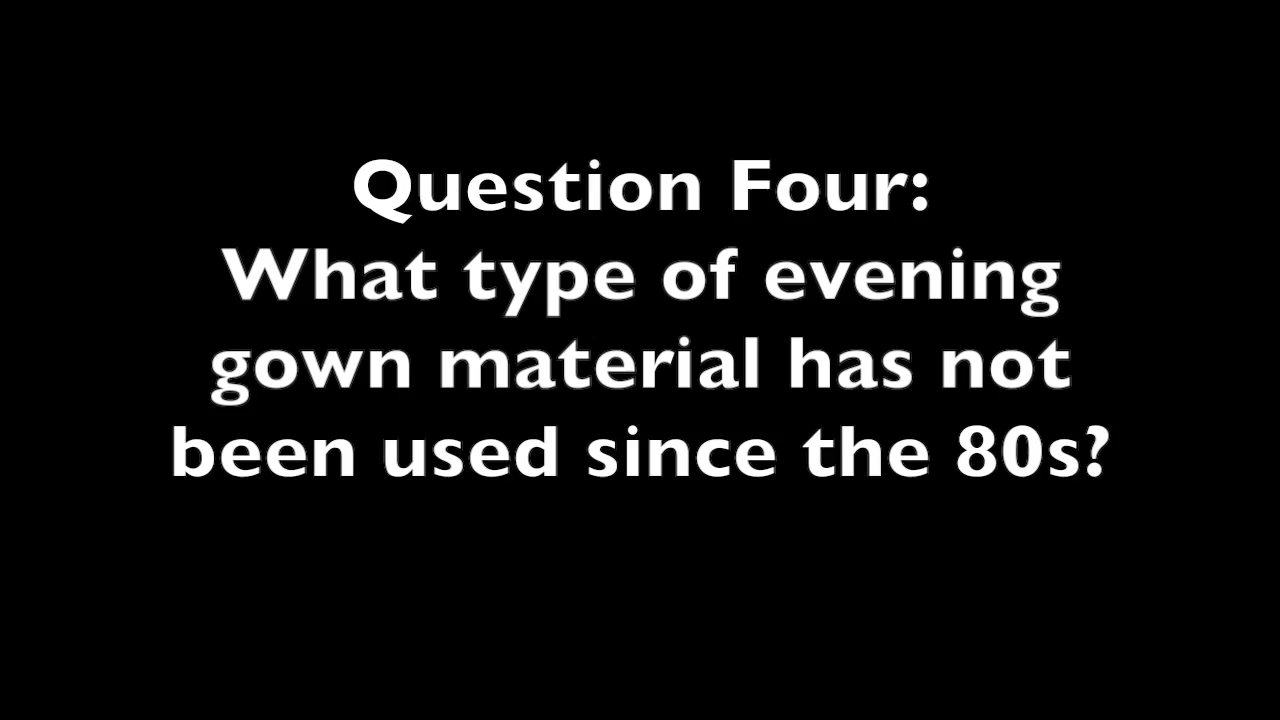 Question Four:
What type of evening
gown material has not
been used since the 80s?